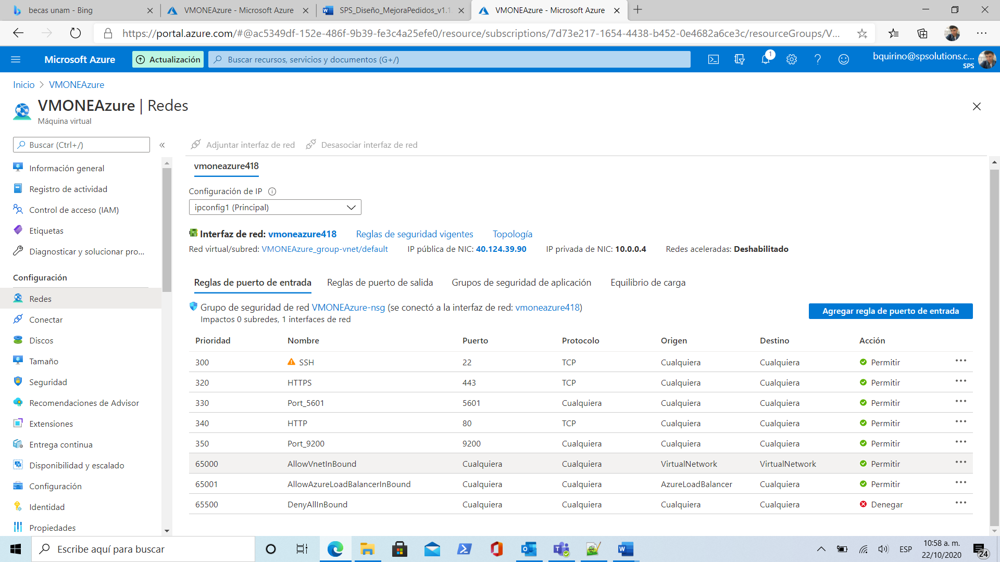 becas unam - Bing
VMONEAzure - Microsoft Azure
SPS_Diseño_MejoraPedidos_v1.1
VMONEAzure - Microsoft Azure
https://portal.azure.com/#@ac5349df-152e-486f-9b39-fe3c4a25efe0/resource/subscriptions/7d73e217-1654-4438-b452-0e4682a6ce3c/resourceGroups/V...
Microsoft Azure
Actualización
Buscar recursos, servicios y documentos (G+/)
1
bquirino@spsolutions.c...
SPS
Inicio > VMONEAzure
VMONEAzure | Redes
Máquina virtual
Buscar (Ctrl+/)
«
Adjuntar interfaz de red
Desasociar interfaz de red
Información general
Registro de actividad
Control de acceso (IAM)
Etiquetas
Diagnosticar y solucionar pro...
Configuración
Redes
Conectar
Discos
Tamaño
Seguridad
Recomendaciones de Advisor
Extensiones
Entrega continua
Disponibilidad y escalado
Configuración
Identidad
Propiedades
vmoneazure418
Configuración de IP
ipconfig1 (Principal)
Interfaz de red: vmoneazure418 Reglas de seguridad vigentes Topología
Red virtual/subred: VMONEAzure_group-vnet/default IP pública de NIC: 40.124.39.90 IP privada de NIC: 10.0.0.4 Redes aceleradas: Deshabilitado
Reglas de puerto de entrada Reglas de puerto de salida Grupos de seguridad de aplicación Equilibrio de carga
Grupo de seguridad de red VMONEAzure-nsg (se conectó a la interfaz de red: vmoneazure418)
Impactos 0 subredes, 1 interfaces de red
Agregar regla de puerto de entrada
Prioridad Nombre Puerto Protocolo Origen Destino Acción
300 SSH 22 TCP Cualquiera Cualquiera Permitir
320 HTTPS 443 TCP Cualquiera Cualquiera Permitir
330 Port_5601 5601 Cualquiera Cualquiera Cualquiera Permitir
340 HTTP 80 TCP Cualquiera Cualquiera Permitir
350 Port_9200 9200 Cualquiera Cualquiera Cualquiera Permitir
65000 AllowVnetInBound Cualquiera Cualquiera VirtualNetwork VirtualNetwork Permitir
65001 AllowAzureLoadBalancerInBound Cualquiera Cualquiera AzureLoadBalancer Cualquiera Permitir
65500 DenyAllInBound Cualquiera Cualquiera Cualquiera Cualquiera Denegar
Escribe aquí para buscar
ESP
10:58 a. m.
22/10/2020
24